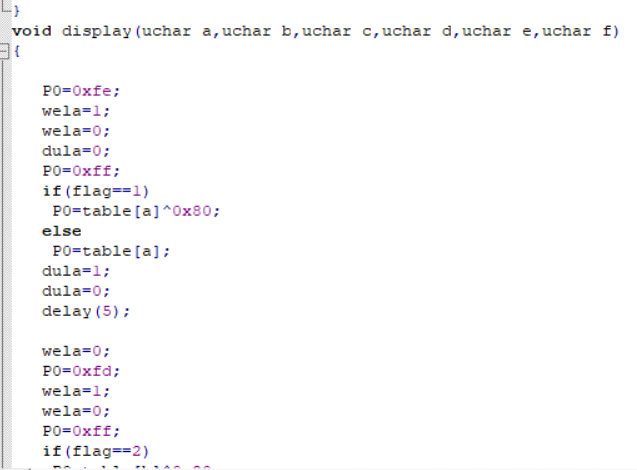 }
void display(uchar a,uchar b,uchar c,uchar d,uchar e,uchar f)
{
P0=0xfe;
wela=1;
wela=0;
dula=0;
P0=0xff;
if(flag==1)
P0=table[a]^0x80;
else
P0=table[a];
dula=1;
dula=0;
delay(5);
wela=0;
P0=0xfd;
wela=1;
wela=0;
P0=0xff;
if(flag==2)